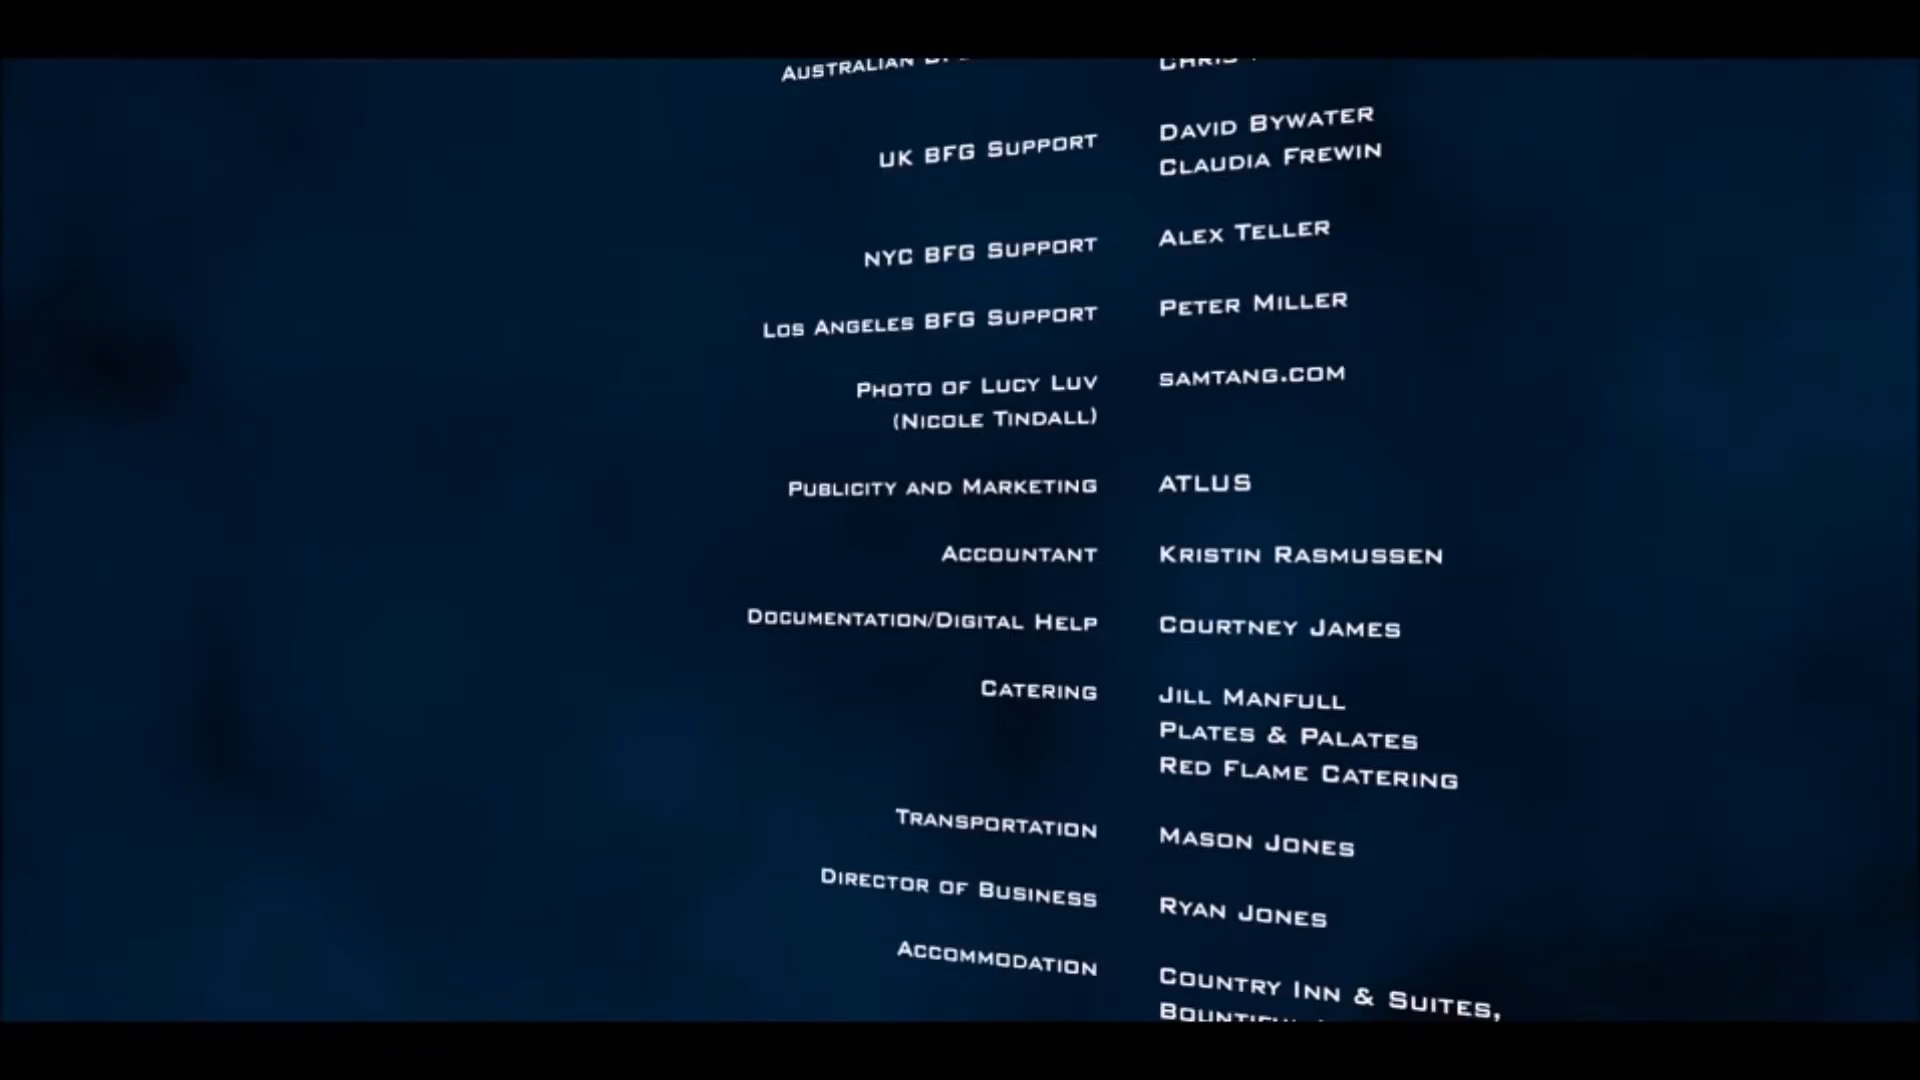 Australian
Chris
UK BFG Support David Bywater
Claudia Frewin
NYC BFG Support Alex Teller
Los Angeles BFG Support Peter Miller
Photo of Lucy Luv samtang.com
(Nicole Tindall)
Publicity and Marketing ATLUS
Accountant Kristin Rasmussen
Documentation/Digital Help Courtney James
Catering Jill Manfull
Plates & Palates
Red Flame Catering
Transportation Mason Jones
Director of Business Ryan Jones
Accommodation Country Inn & Suites,